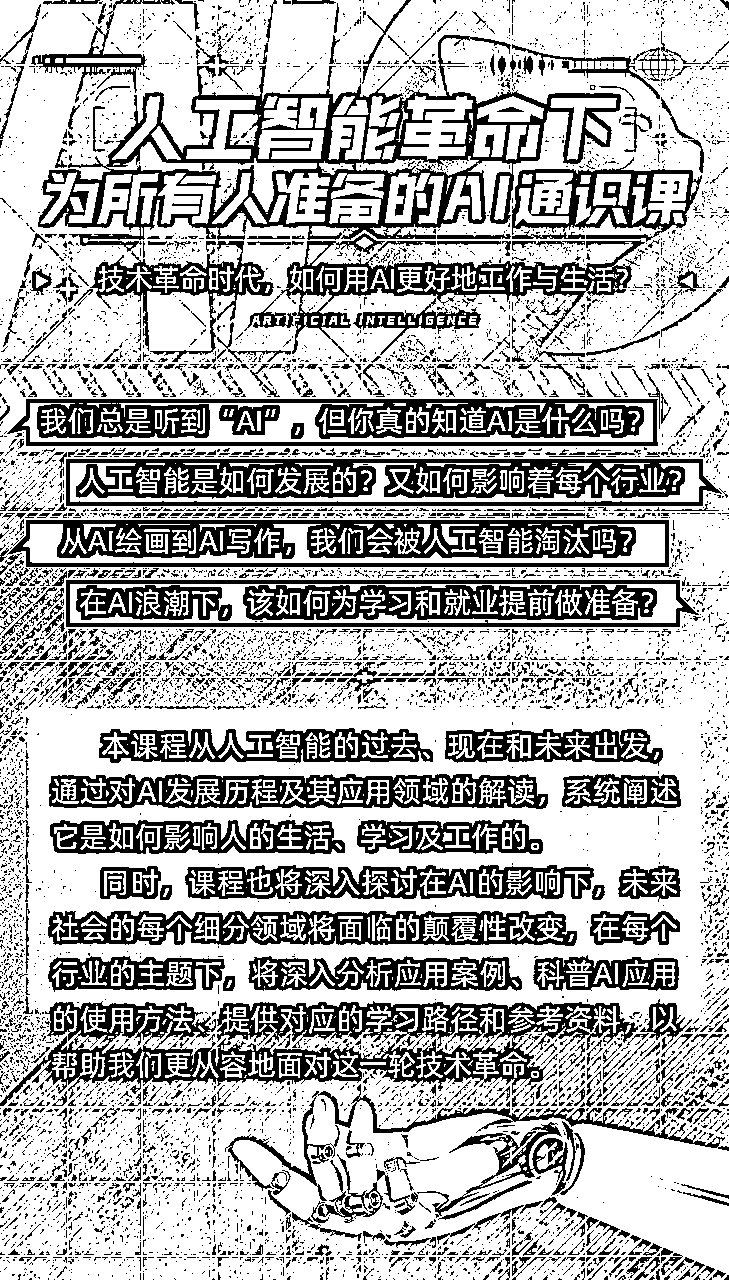 人工智能革命下
为所有人准备的AI通识课
技术革命时代，如何用AI更好地工作与生活？
ARTIFICIAL INTELLIGENCE
我们总是听到“AI”，但你真的知道AI是什么吗？
人工智能是如何发展的？又如何影响着每个行业？
从AI绘画到AI写作，我们会被人工智能淘汰吗？
在AI浪潮下，该如何为学习和就业提前做准备？
本课程从人工智能的过去、现在和未来出发，
通过对AI发展历程及其应用领域的解读，系统阐述
它是如何影响人的生活、学习及工作的。
同时，课程也将深入探讨在AI的影响下，未来
社会的每个细分领域将面临的颠覆性改变，在每个
行业的主题下，将深入分析应用案例、科普AI应用
的使用方法、提供对应的学习路径和参考资料，以
帮助我们更从容地面对这一轮技术革命。